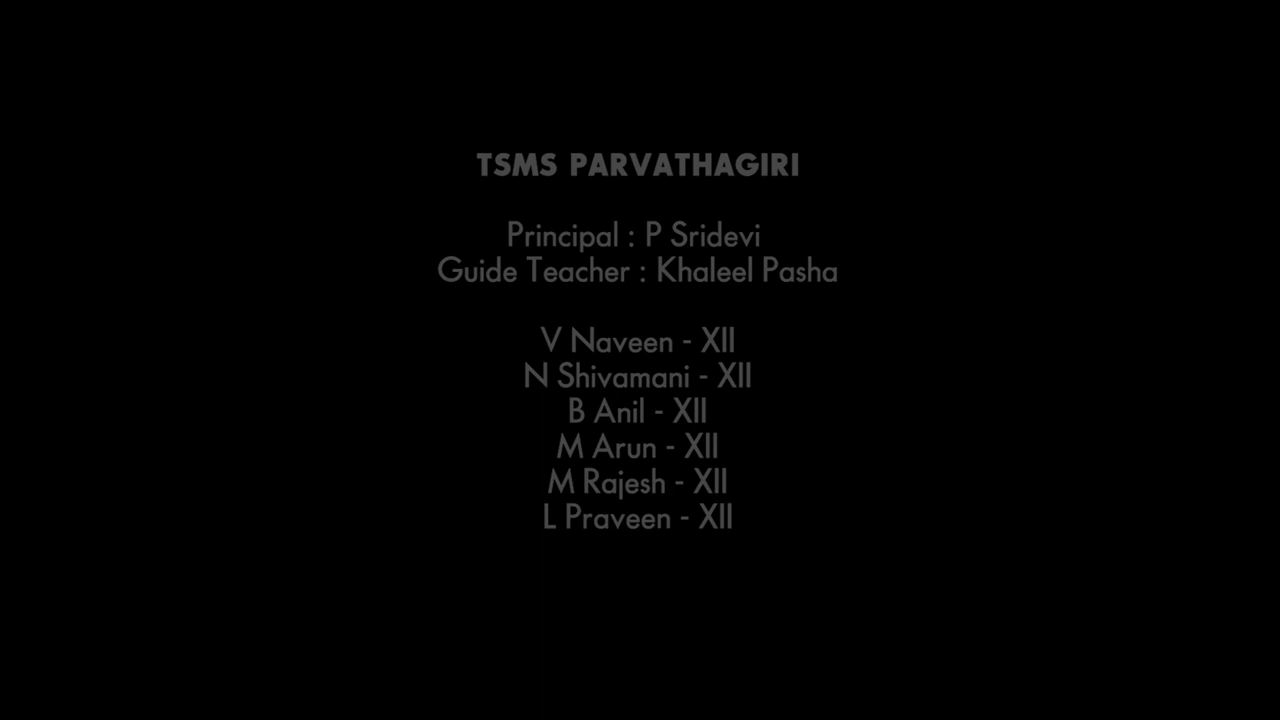 TSMS PARVATHAGIRI
Principal : P Sridevi
Guide Teacher : Khaleel Pasha
V Naveen - XII
N Shivamani - XII
B Anil - XII
M Arun - XII
M Rajesh - XII
L Praveen - XII